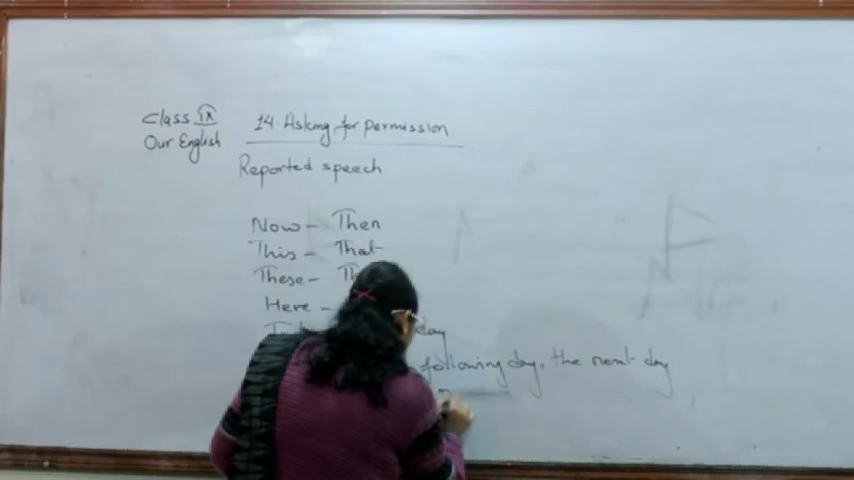 Class IX 14. Asking for permission
Our English
Reported speech
Now - Then
This - That
These -
Here -
day
following day, the next day